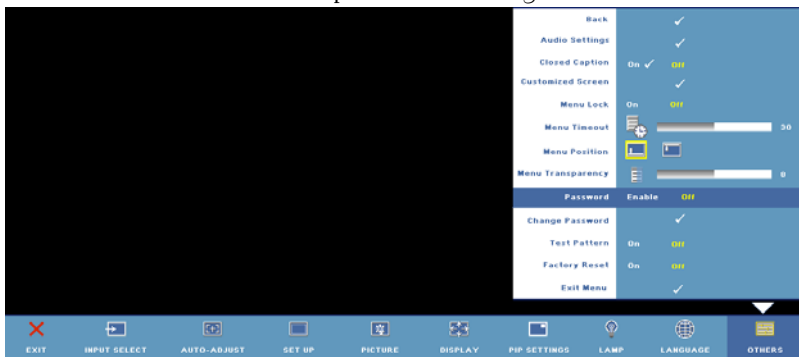 Back
Audio Settings
Closed Caption On Off
Customized Screen
Menu Lock On Off
Menu Timeout 30
Menu Position
Menu Transparency 0
Password Enable Off
Change Password
Test Pattern On Off
Factory Reset On Off
Exit Menu
EXIT INPUT SELECT AUTO-ADJUST SET UP PICTURE DISPLAY PIP SETTINGS LAMP LANGUAGE OTHERS